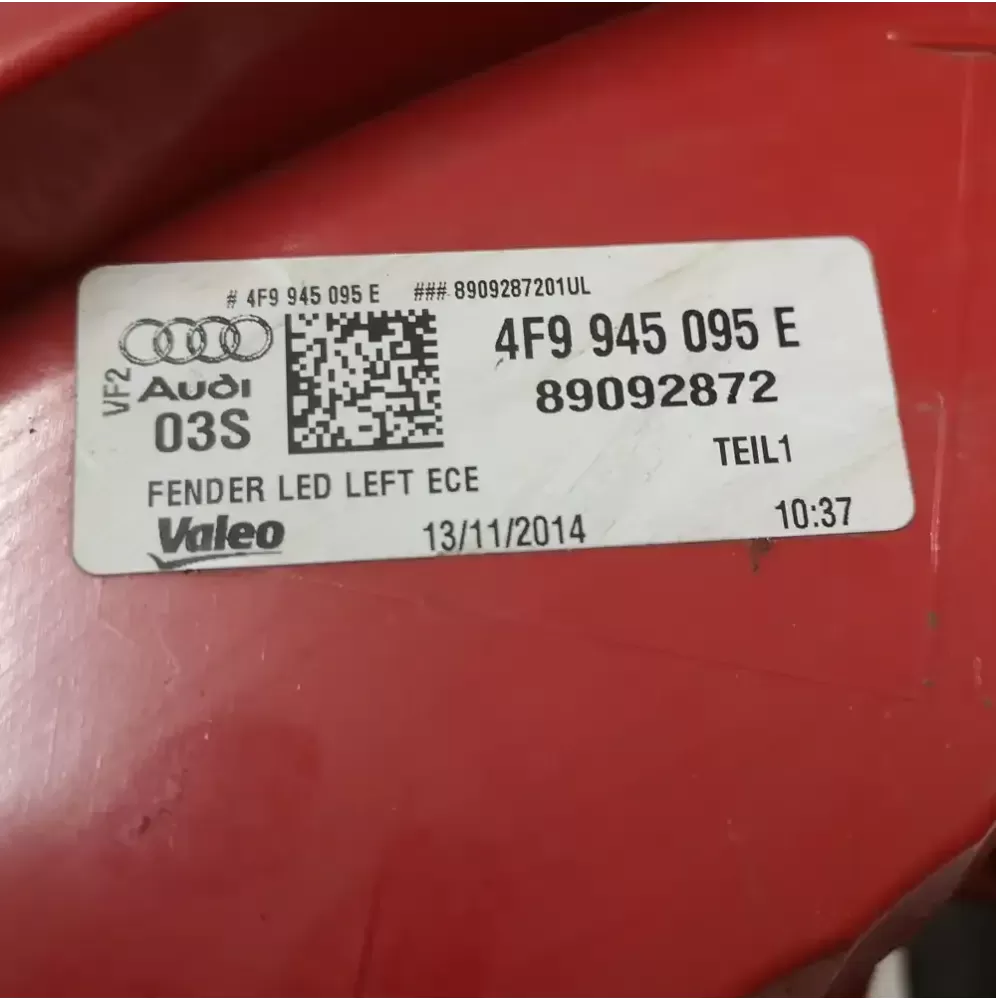 # 4F9 945 095 E ### 8909287201UL
4F9 945 095 E
VF2
Audi
89092872
03S
TEIL1
FENDER LED LEFT ECE
Valeo 13/11/2014 10:37